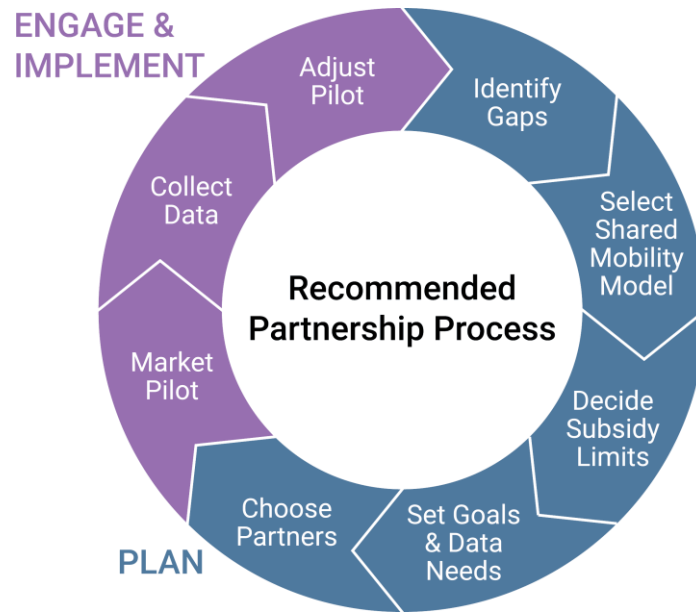 ENGAGE &
IMPLEMENT
Adjust
Pilot
Identify
Gaps
Select
Shared
Mobility
Model
Decide
Subsidy
Limits
Set Goals
& Data
Needs
Choose
Partners
Market
Pilot
Collect
Data
Recommended
Partnership Process
PLAN